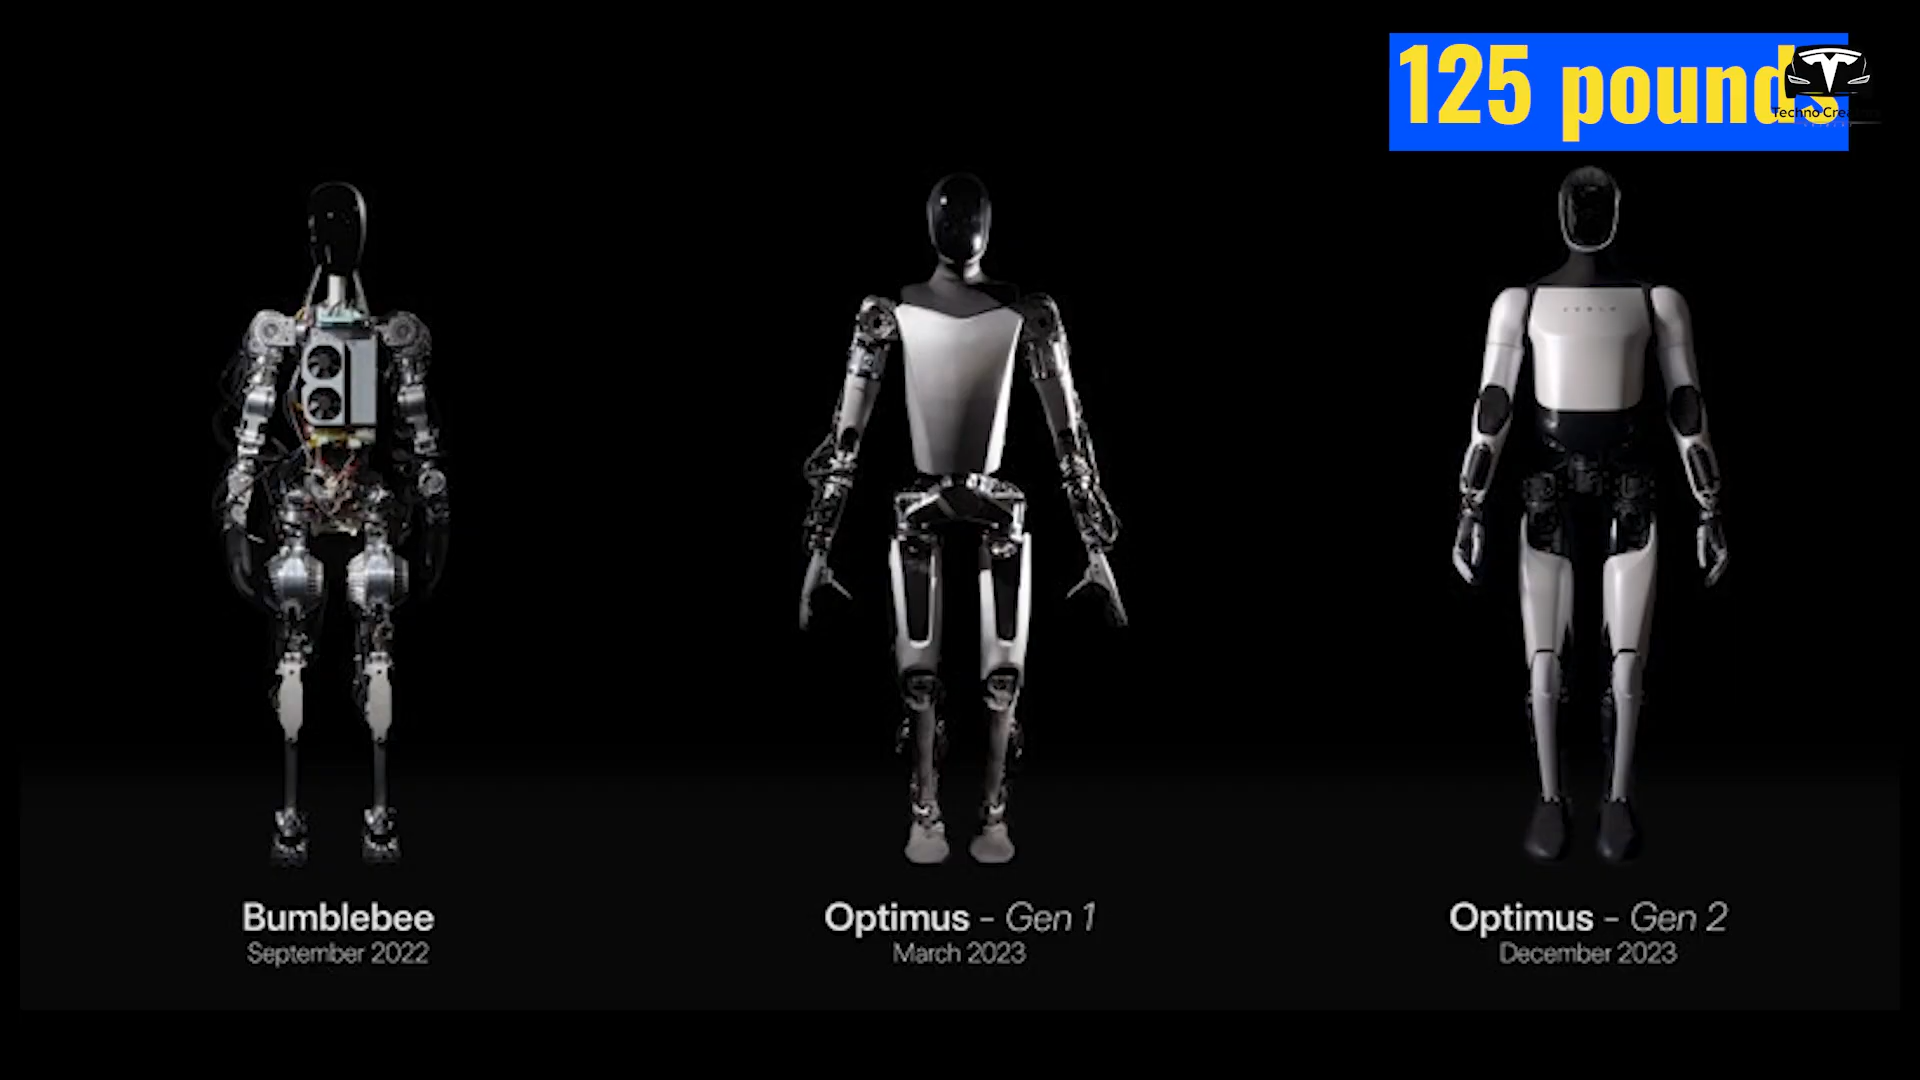 125 pounds
Bumblebee
September 2022
Optimus - Gen 1
March 2023
Optimus - Gen 2
December 2023